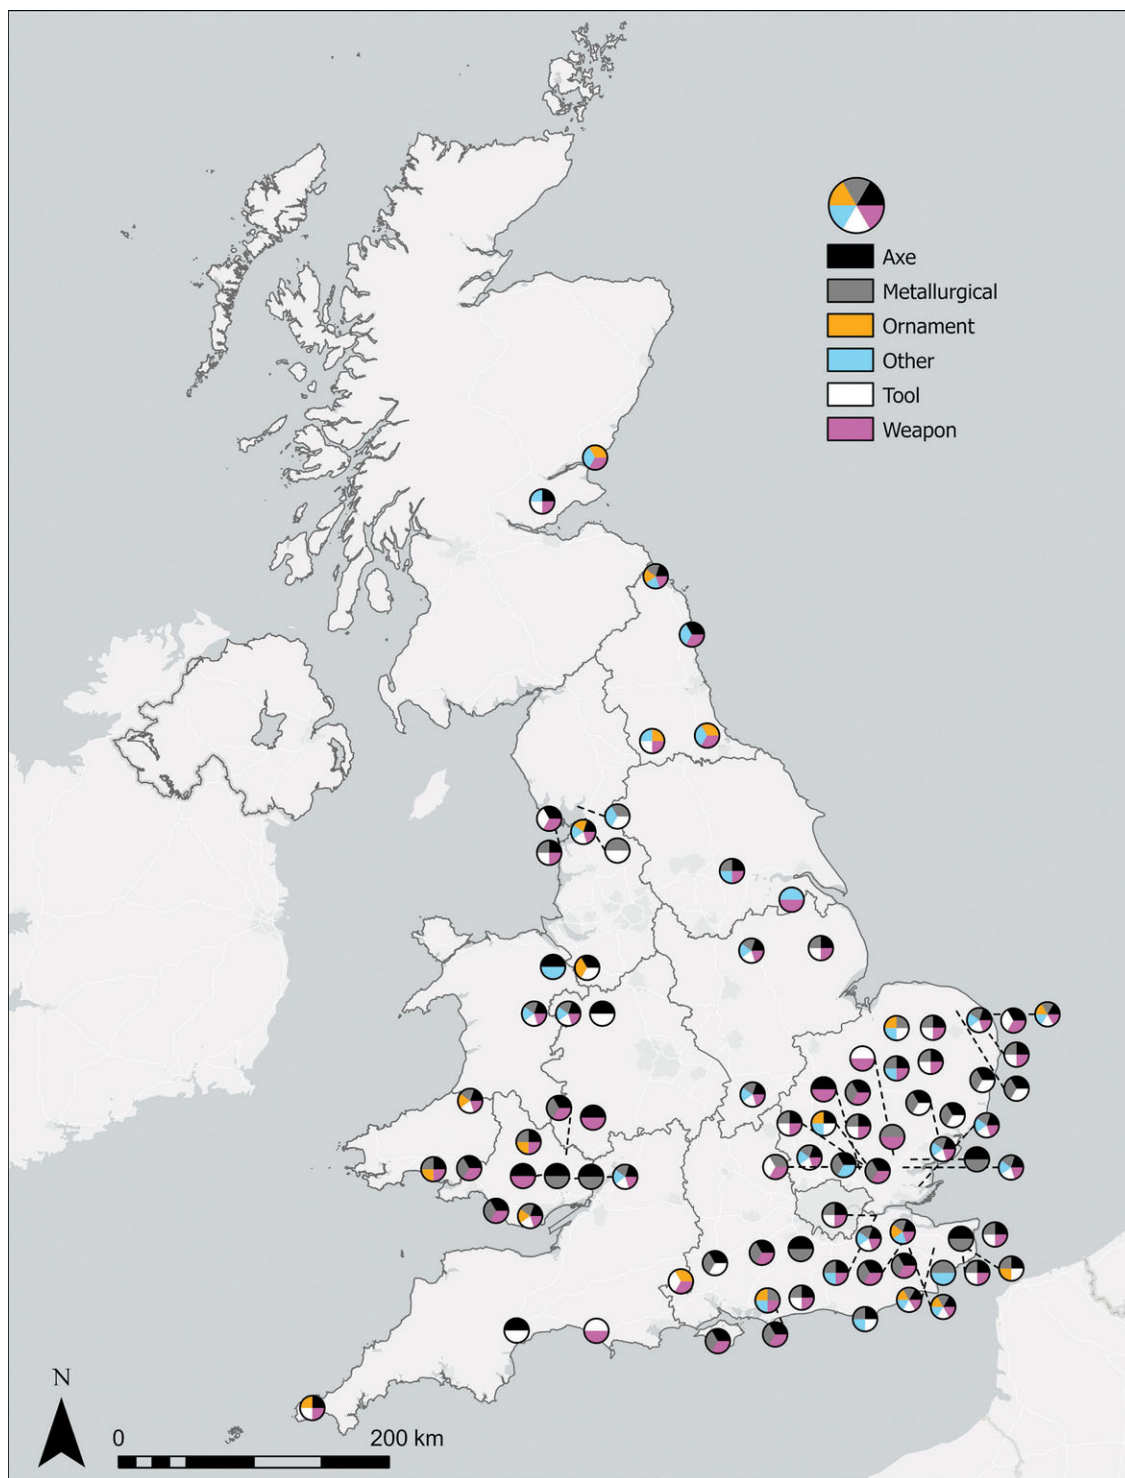 Axe
Metallurgical
Ornament
Other
Tool
Weapon
N
0 200 km